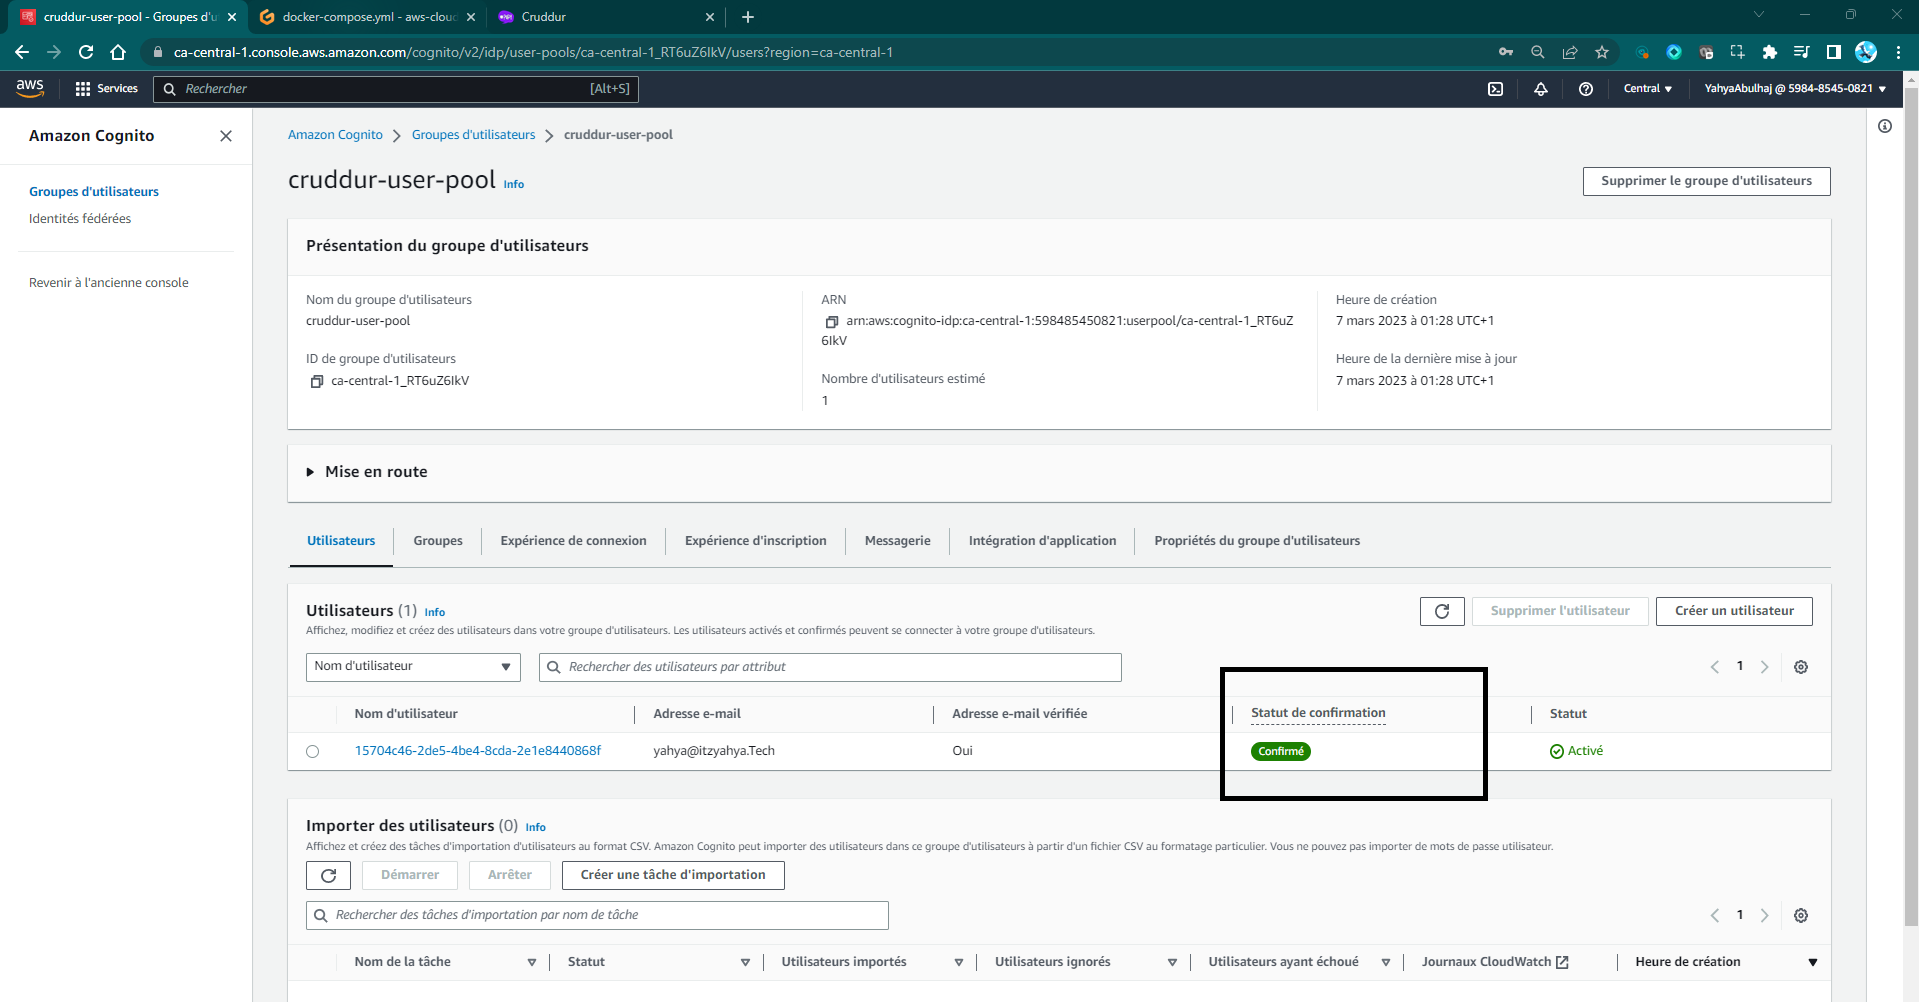 cruddur-user-pool - Groupes d'u
docker-compose.yml - aws-cloud
Cruddur
ca-central-1.console.aws.amazon.com/cognito/v2/idp/user-pools/ca-central-1_RT6uZ6IkV/users?region=ca-central-1
aws
Services
Rechercher
[Alt+S]
Central
YahyaAbulhaj @ 5984-8545-0821
Amazon Cognito
Groupes d'utilisateurs
Identités fédérées
Revenir à l'ancienne console
Amazon Cognito
Groupes d'utilisateurs
cruddur-user-pool
cruddur-user-pool Info
Supprimer le groupe d'utilisateurs
Présentation du groupe d'utilisateurs
Nom du groupe d'utilisateurs
cruddur-user-pool
ID de groupe d'utilisateurs
ca-central-1_RT6uZ6IkV
ARN
arn:aws:cognito-idp:ca-central-1:598485450821:userpool/ca-central-1_RT6uZ
6IkV
Nombre d'utilisateurs estimé
1
Heure de création
7 mars 2023 à 01:28 UTC+1
Heure de la dernière mise à jour
7 mars 2023 à 01:28 UTC+1
Mise en route
Utilisateurs
Groupes
Expérience de connexion
Expérience d'inscription
Messagerie
Intégration d'application
Propriétés du groupe d'utilisateurs
Utilisateurs (1) Info
Affichez, modifiez et créez des utilisateurs dans votre groupe d'utilisateurs. Les utilisateurs activés et confirmés peuvent se connecter à votre groupe d'utilisateurs.
Supprimer l'utilisateur
Créer un utilisateur
Nom d'utilisateur
Rechercher des utilisateurs par attribut
1
Nom d'utilisateur
Adresse e-mail
Adresse e-mail vérifiée
Statut de confirmation
Statut
15704c46-2de5-4be4-8cda-2e1e8440868f
yahya@itzyahya.Tech
Oui
Confirmé
Activé
Importer des utilisateurs (0) Info
Affichez et créez des tâches d'importation d'utilisateurs au format CSV. Amazon Cognito peut importer des utilisateurs dans ce groupe d'utilisateurs à partir d'un fichier CSV au formatage particulier. Vous ne pouvez pas importer de mots de passe utilisateur.
Démarrer
Arrêter
Créer une tâche d'importation
Rechercher des tâches d'importation par nom de tâche
1
Nom de la tâche
Statut
Utilisateurs importés
Utilisateurs ignorés
Utilisateurs ayant échoué
Journaux CloudWatch
Heure de création